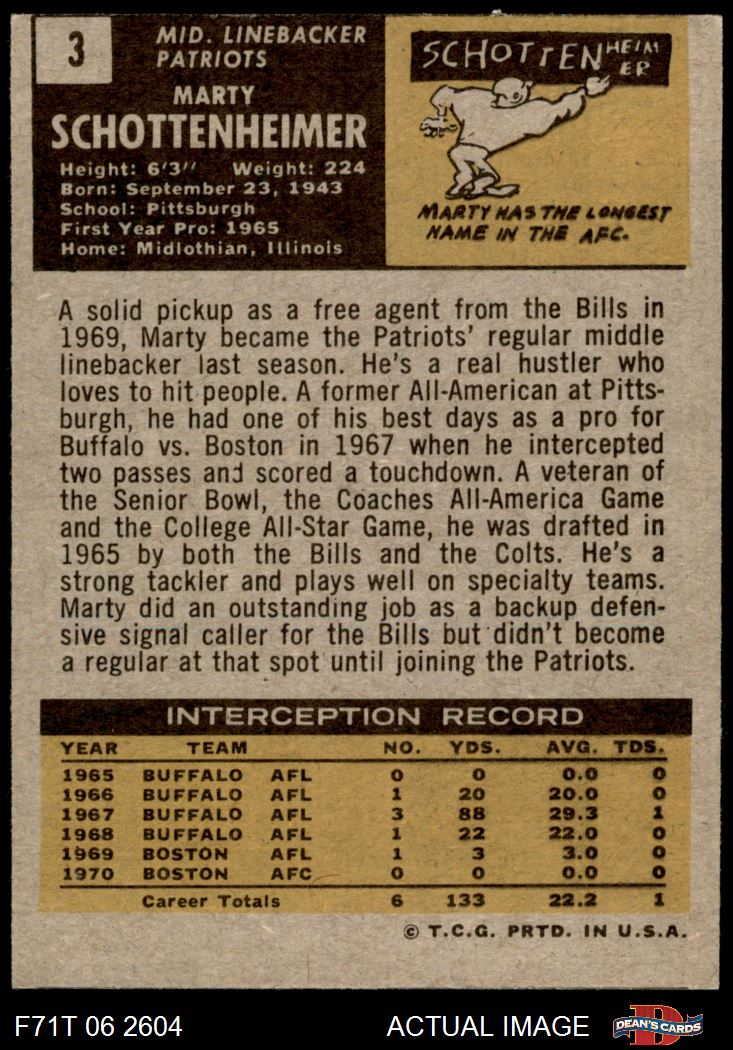 3
MID. LINEBACKER
PATRIOTS
MARTY
SCHOTTENHEIMER
Height: 6'3" Weight: 224
Born: September 23, 1943
School: Pittsburgh
First Year Pro: 1965
Home: Midlothian, Illinois
SCHOTTENHEIM
ER
MARTY HAS THE LONGEST
NAME IN THE AFC.
A solid pickup as a free agent from the Bills in
1969, Marty became the Patriots' regular middle
linebacker last season. He's a real hustler who
loves to hit people. A former All-American at Pitts-
burgh, he had one of his best days as a pro for
Buffalo vs. Boston in 1967 when he intercepted
two passes and scored a touchdown. A veteran of
the Senior Bowl, the Coaches All-America Game
and the College All-Star Game, he was drafted in
1965 by both the Bills and the Colts. He's a
strong tackler and plays well on specialty teams.
Marty did an outstanding job as a backup defen-
sive signal caller for the Bills but didn't become
a regular at that spot until joining the Patriots.
INTERCEPTION RECORD
YEAR TEAM NO. YDS. AVG. TDS.
1965 BUFFALO AFL 0 0 0.0 0
1966 BUFFALO AFL 1 20 20.0 0
1967 BUFFALO AFL 3 88 29.3 1
1968 BUFFALO AFL 1 22 22.0 0
1969 BOSTON AFL 1 3 3.0 0
1970 BOSTON AFC 0 0 0.0 0
Career Totals 6 133 22.2 1
© T.C.G. PRTD. IN U.S.A.
F71T 06 2604 ACTUAL IMAGE
D
DEAN'S CARDS